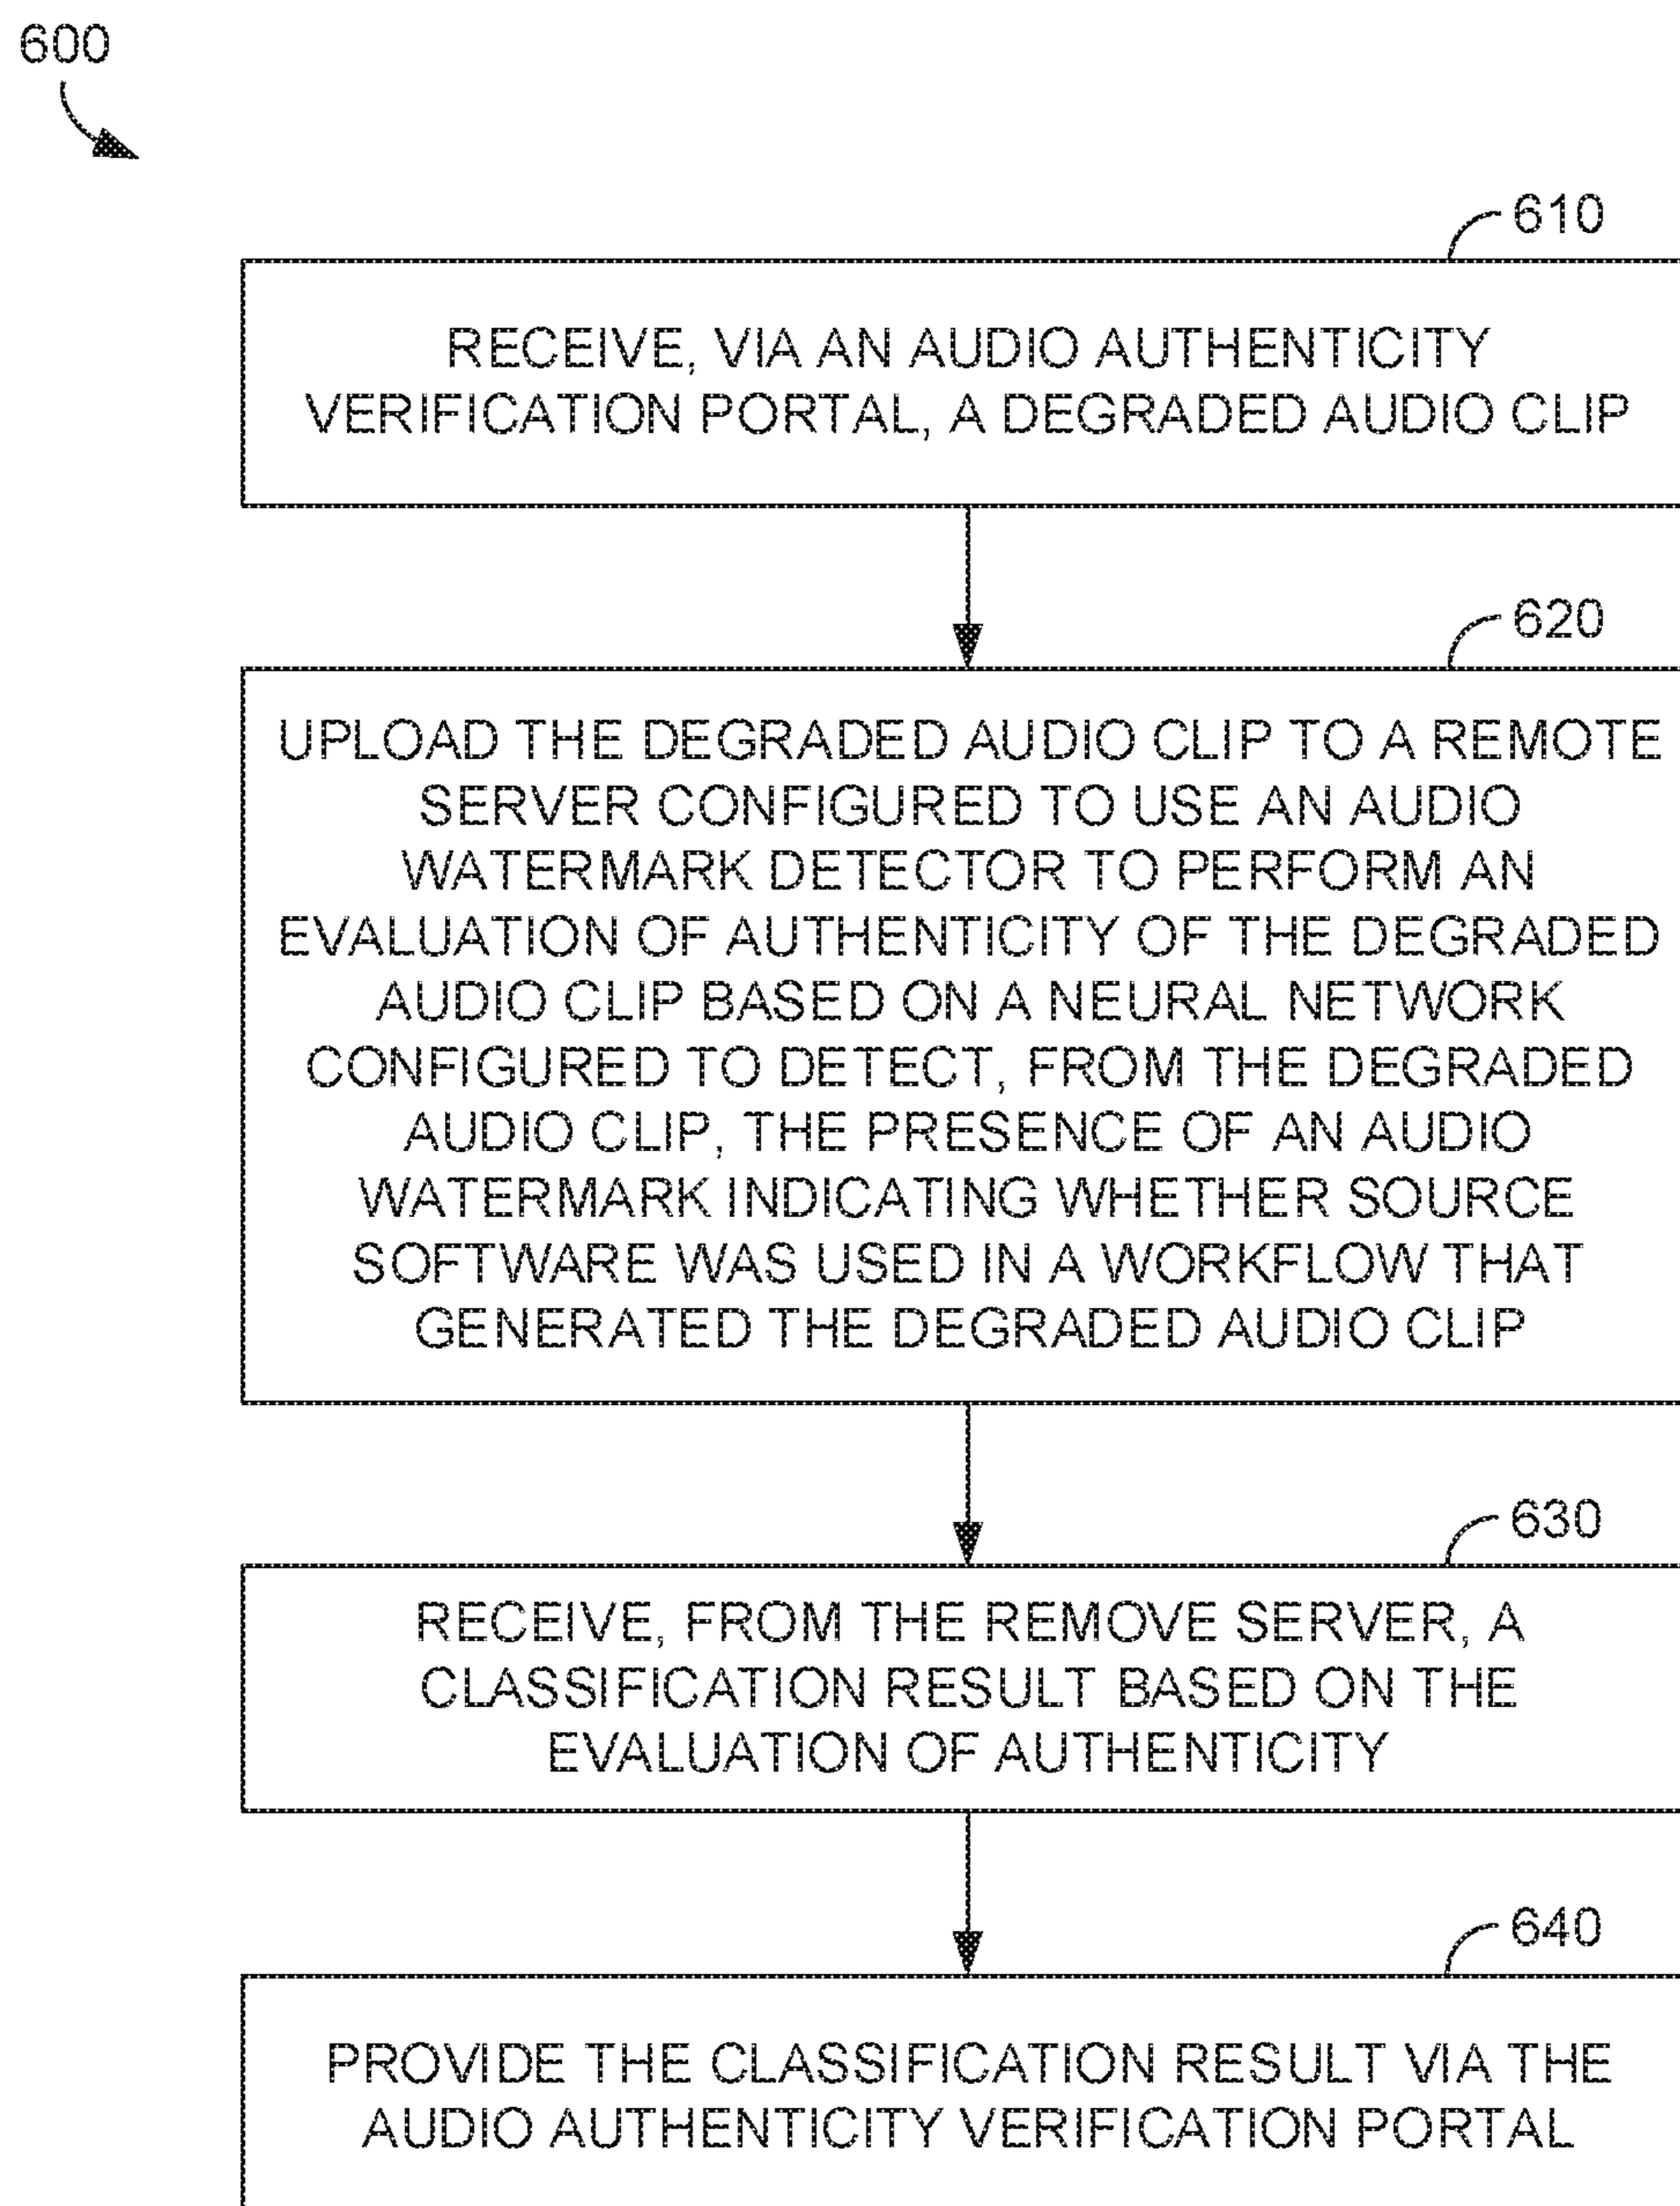 600
610
RECEIVE, VIA AN AUDIO AUTHENTICITY
VERIFICATION PORTAL, A DEGRADED AUDIO CLIP
620
UPLOAD THE DEGRADED AUDIO CLIP TO A REMOTE
SERVER CONFIGURED TO USE AN AUDIO
WATERMARK DETECTOR TO PERFORM AN
EVALUATION OF AUTHENTICITY OF THE DEGRADED
AUDIO CLIP BASED ON A NEURAL NETWORK
CONFIGURED TO DETECT, FROM THE DEGRADED
AUDIO CLIP, THE PRESENCE OF AN AUDIO
WATERMARK INDICATING WHETHER SOURCE
SOFTWARE WAS USED IN A WORKFLOW THAT
GENERATED THE DEGRADED AUDIO CLIP
630
RECEIVE, FROM THE REMOVE SERVER, A
CLASSIFICATION RESULT BASED ON THE
EVALUATION OF AUTHENTICITY
640
PROVIDE THE CLASSIFICATION RESULT VIA THE
AUDIO AUTHENTICITY VERIFICATION PORTAL